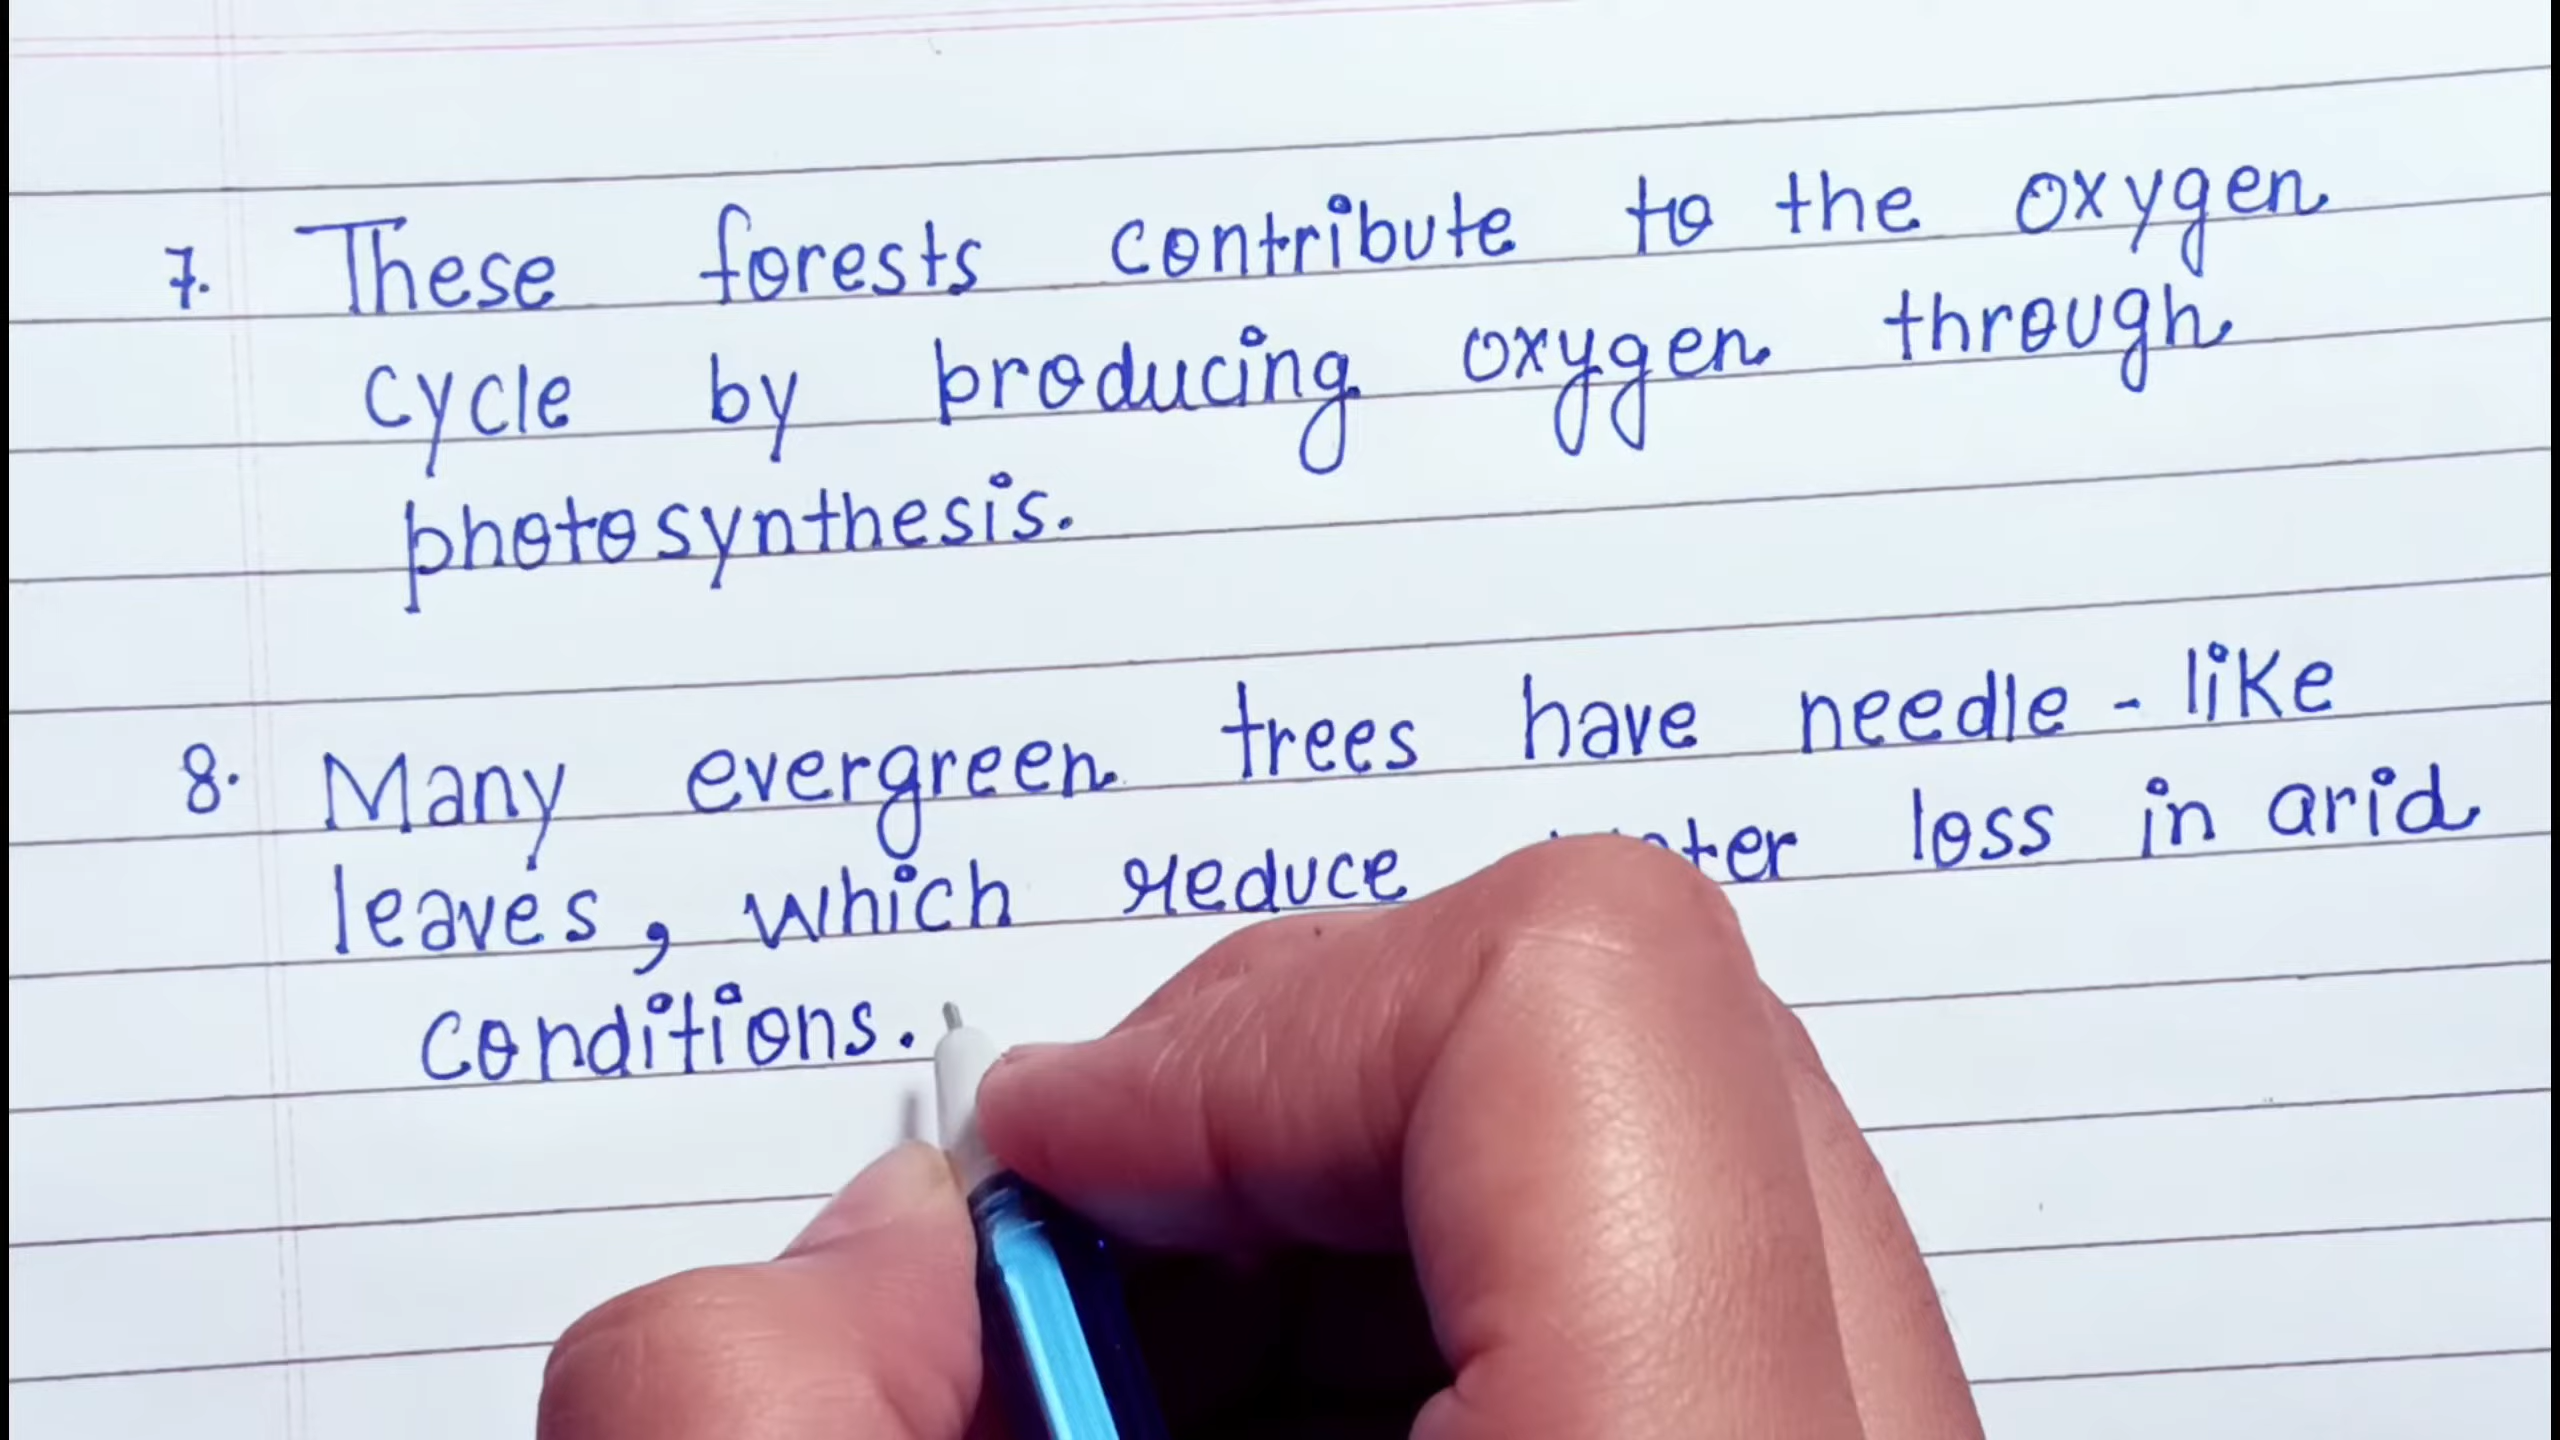 7. These forests contribute to the oxygen
cycle by producing oxygen through
photosynthesis.
8. Many evergreen trees have needle-like
leaves, which reduce water loss in arid
conditions.